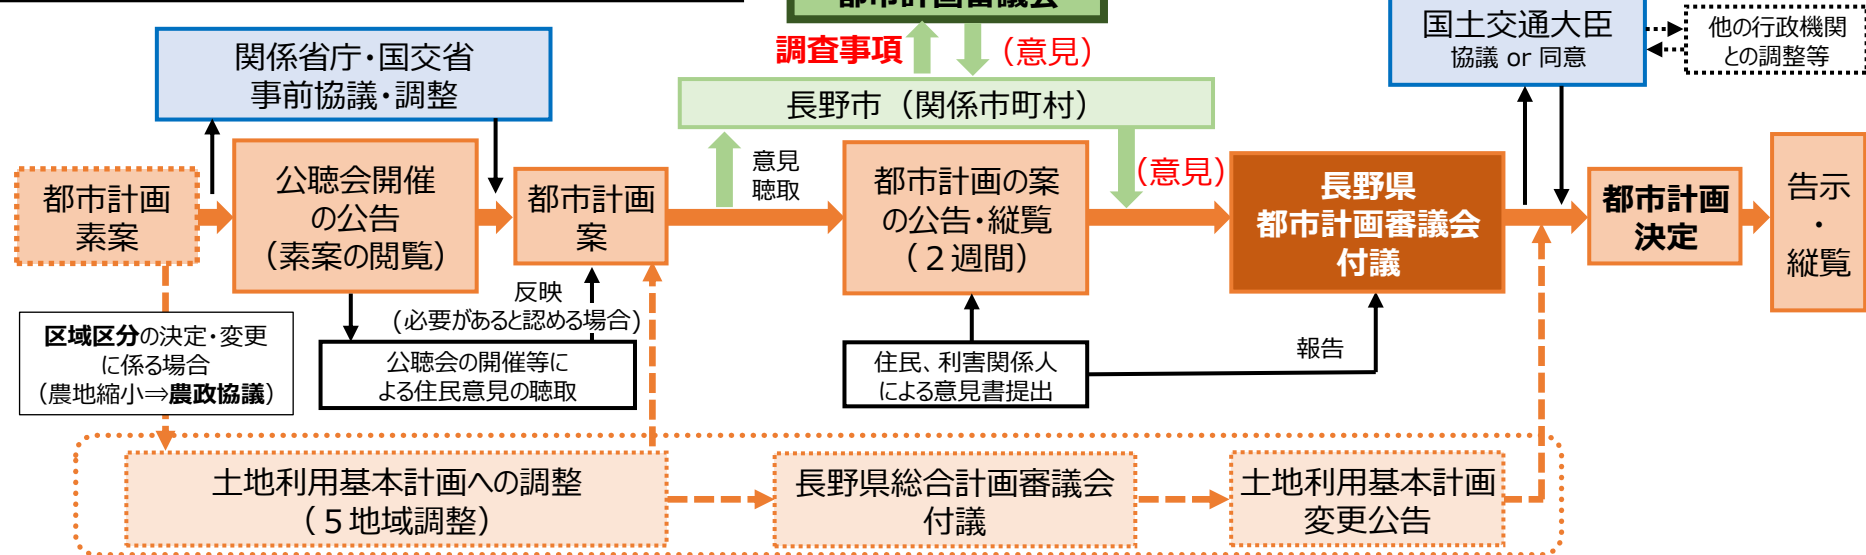 都市計画審議会
調査事項
（意見）
国土交通大臣
協議 or 同意
他の行政機関
との調整等
関係省庁・国交省
事前協議・調整
長野市（関係市町村）
都市計画
素案
公聴会開催
の公告
（素案の閲覧）
都市計画
案
意見
聴取
都市計画の案
の公告・縦覧
（２週間）
（意見）
長野県
都市計画審議会
付議
都市計画
決定
告示
・
縦覧
区域区分の決定・変更
に係る場合
（農地縮小⇒農政協議）
反映
（必要があると認める場合）
公聴会の開催等に
よる住民意見の聴取
住民、利害関係人
による意見書提出
報告
土地利用基本計画への調整
（５地域調整）
長野県総合計画審議会
付議
土地利用基本計画
変更公告